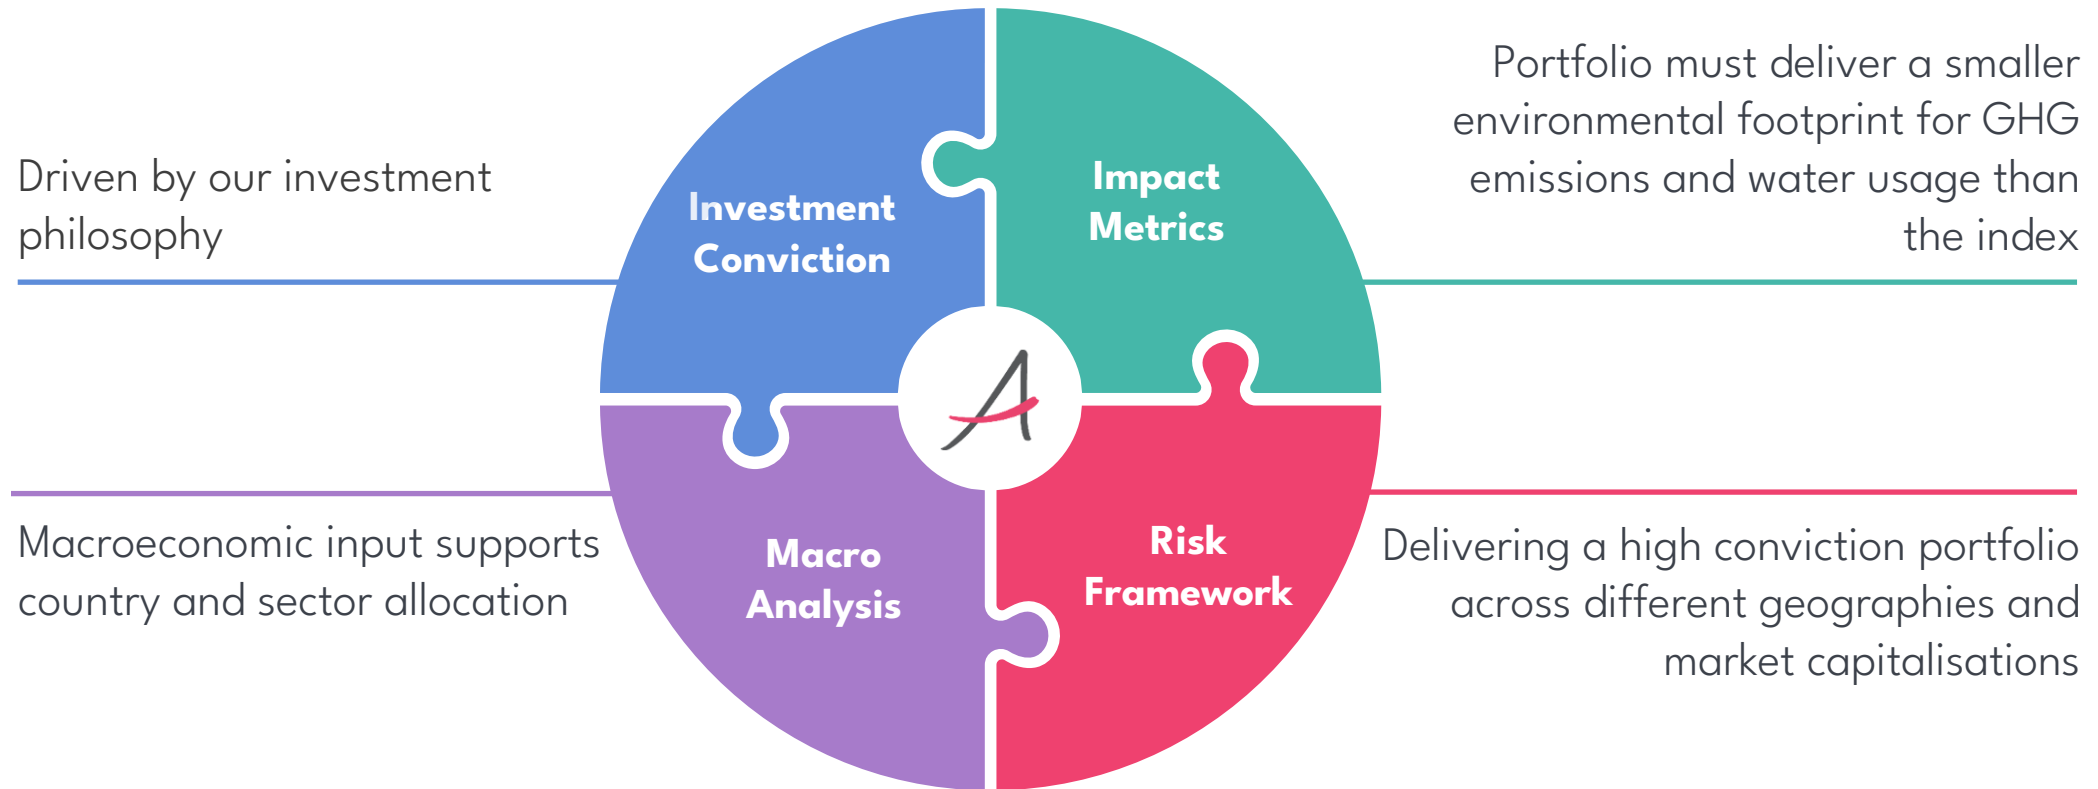 Driven by our investment
philosophy
Investment
Conviction
Impact
Metrics
Portfolio must deliver a smaller
environmental footprint for GHG
emissions and water usage than
the index
A
Macroeconomic input supports
country and sector allocation
Macro
Analysis
Risk
Framework
Delivering a high conviction portfolio
across different geographies and
market capitalisations